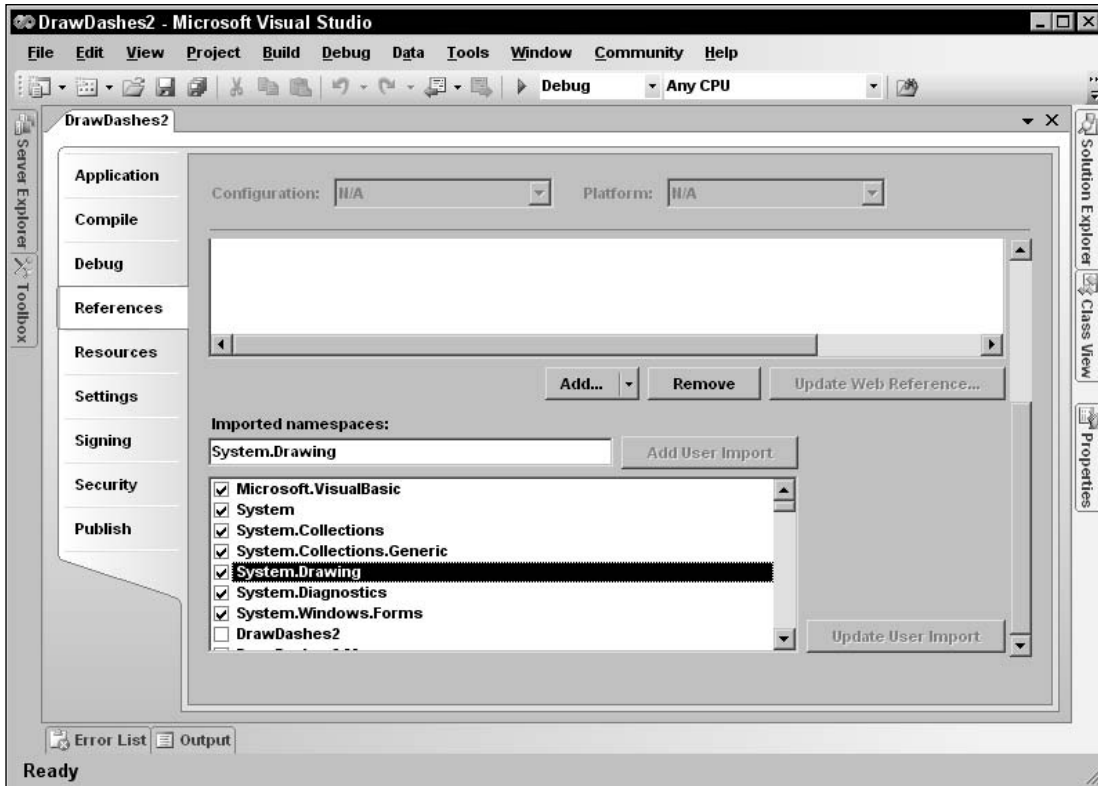 DrawDashes2 - Microsoft Visual Studio
File Edit View Project Build Debug Data Tools Window Community Help
Debug Any CPU
DrawDashes2
Server Explorer
Toolbox
Application
Compile
Debug
References
Resources
Settings
Signing
Security
Publish
Configuration: N/A Platform: N/A
Add... Remove Update Web Reference...
Imported namespaces:
System.Drawing Add User Import
Microsoft.VisualBasic
System
System.Collections
System.Collections.Generic
System.Drawing
System.Diagnostics
System.Windows.Forms
DrawDashes2
Update User Import
Solution Explorer
Class View
Properties
Error List Output
Ready